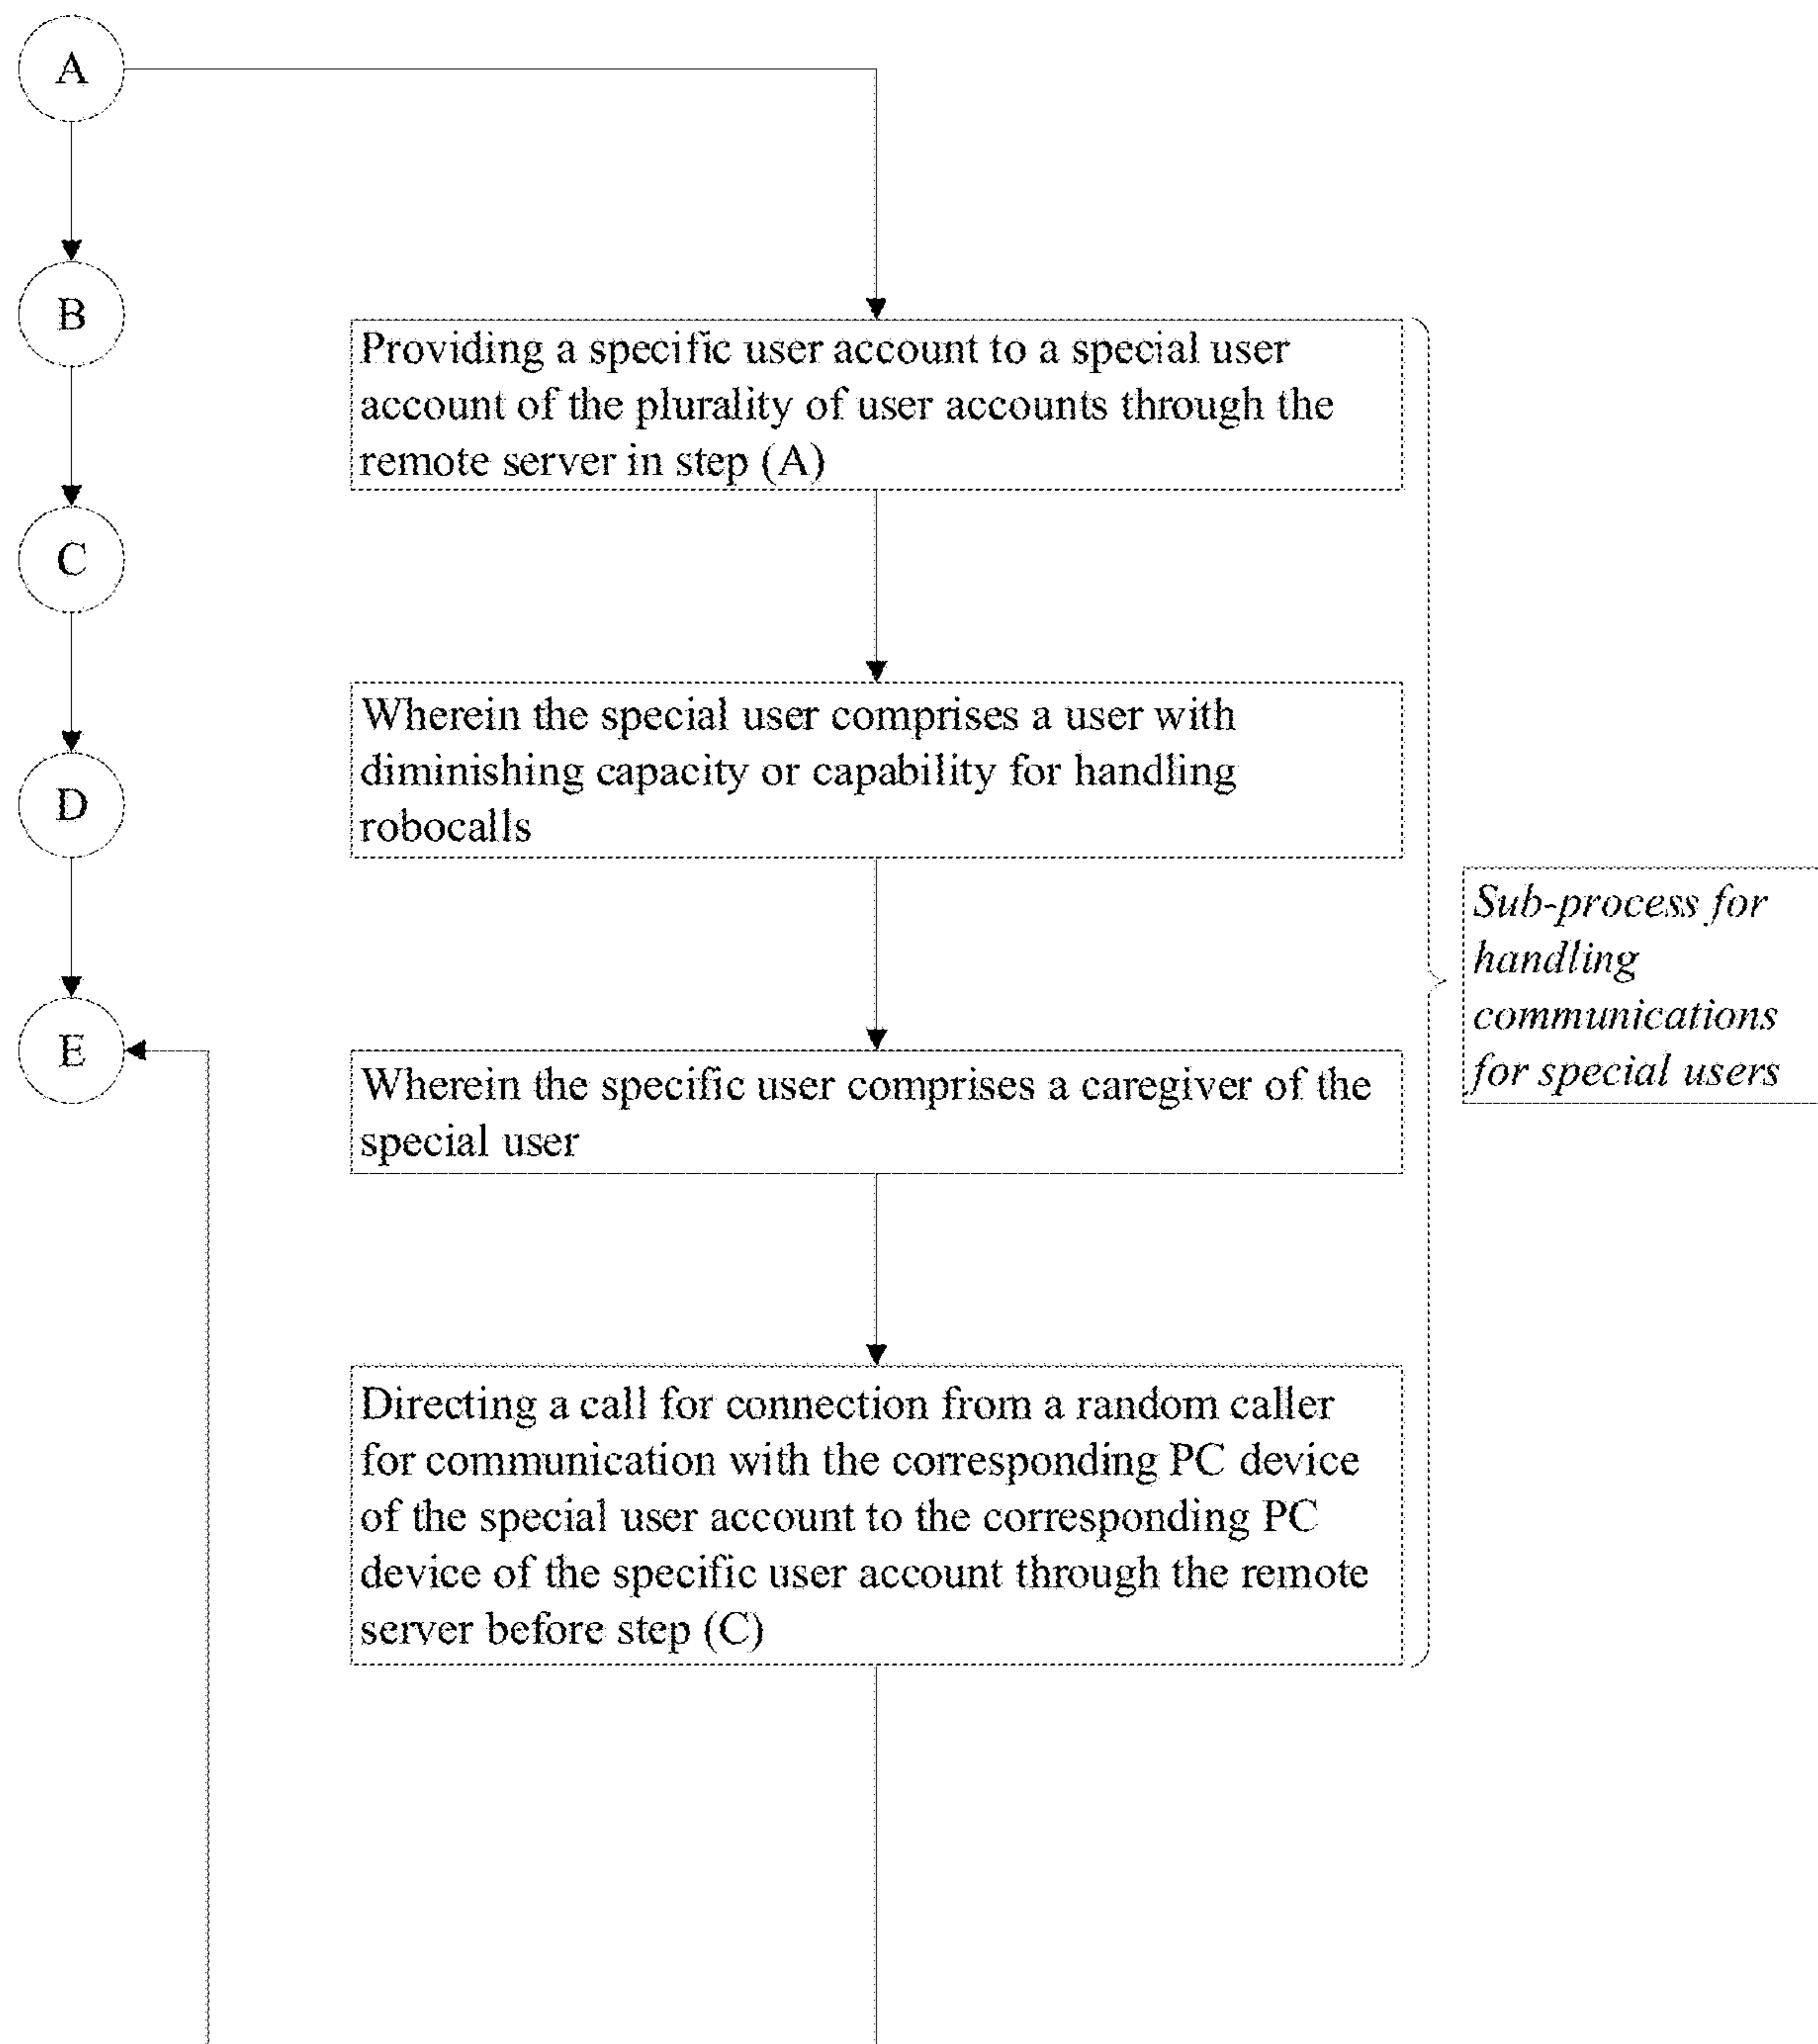 A
B
C
D
E
Providing a specific user account to a special user
account of the plurality of user accounts through the
remote server in step (A)
Wherein the special user comprises a user with
diminishing capacity or capability for handling
robocalls
Wherein the specific user comprises a caregiver of the
special user
Directing a call for connection from a random caller
for communication with the corresponding PC device
of the special user account to the corresponding PC
device of the specific user account through the remote
server before step (C)
Sub-process for
handling
communications
for special users